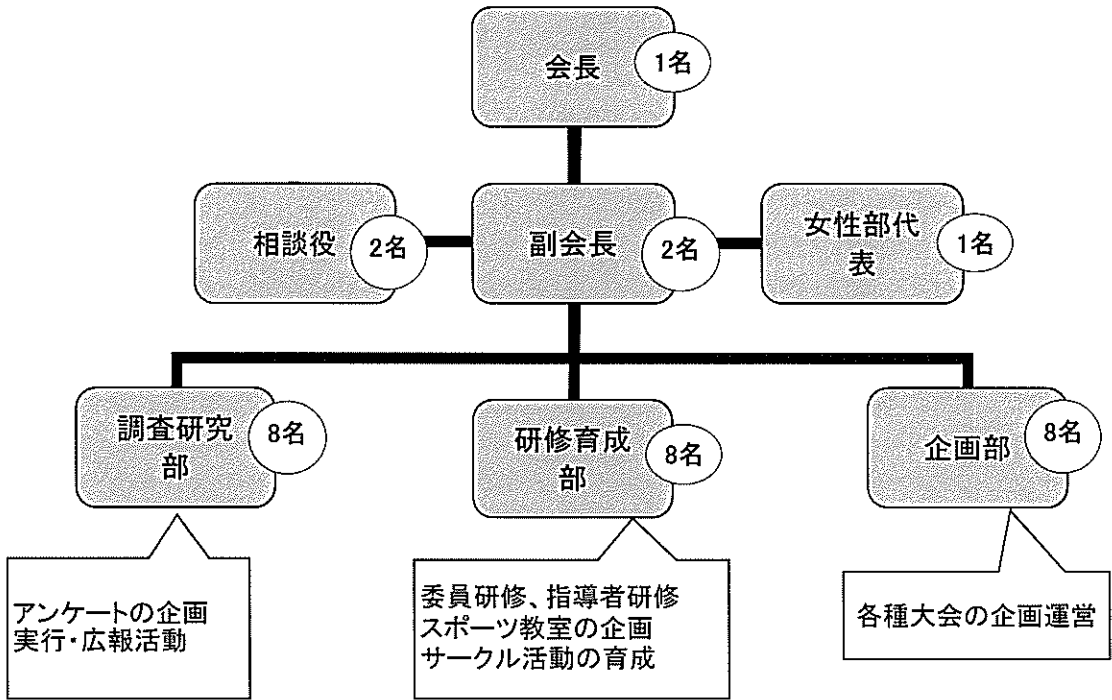 会長
1名
相談役
2名
副会長
2名
女性部代
表
1名
調査研究
部
8名
研修育成
部
8名
企画部
8名
アンケートの企画
実行・広報活動
委員研修、指導者研修
スポーツ教室の企画
サークル活動の育成
各種大会の企画運営